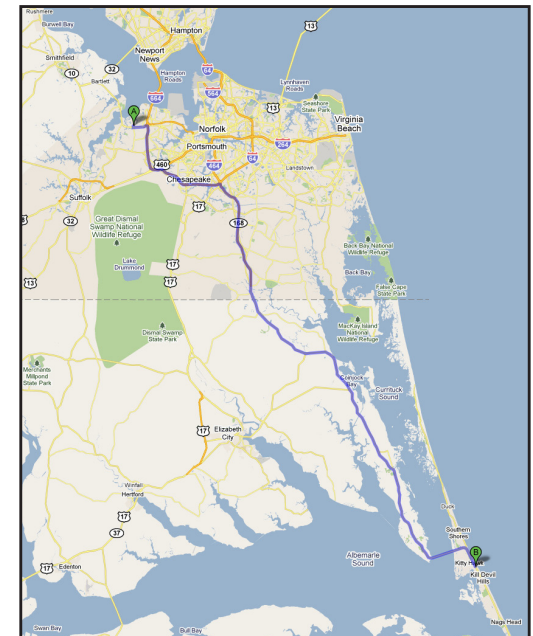 Rushmere
Burwell Bay
Hampton
13
Newport
News
Smithfield
32
10
Bartlett
Hampton
Roads
64
664
664
Lynnhaven
Roads
Seashore
State Park
13
A
Virginia
Beach
Norfolk
Portsmouth
264
64
464
460
Landstown
Chesapeake
Suffolk
17
32
168
Great Dismal
Swamp National
Wildlife Refuge
Back Bay National
Wildlife Refuge
Lake
Drummond
17
17
Back Bay
13
False Cape
State Park
MacKay Island
National
Wildlife Refuge
Dismal Swamp
State Park
Merchants
Millpond
State Park
Coinjock
Bay
Currituck
Sound
17
Elizabeth
City
Winfall
Hertford
17
Duck
37
Southern
Shores
Albemarle
Sound
B
17
Edenton
Kitty Hawk
Kill Devil
Hills
Nags Head
Swan Bay
Bull Bay